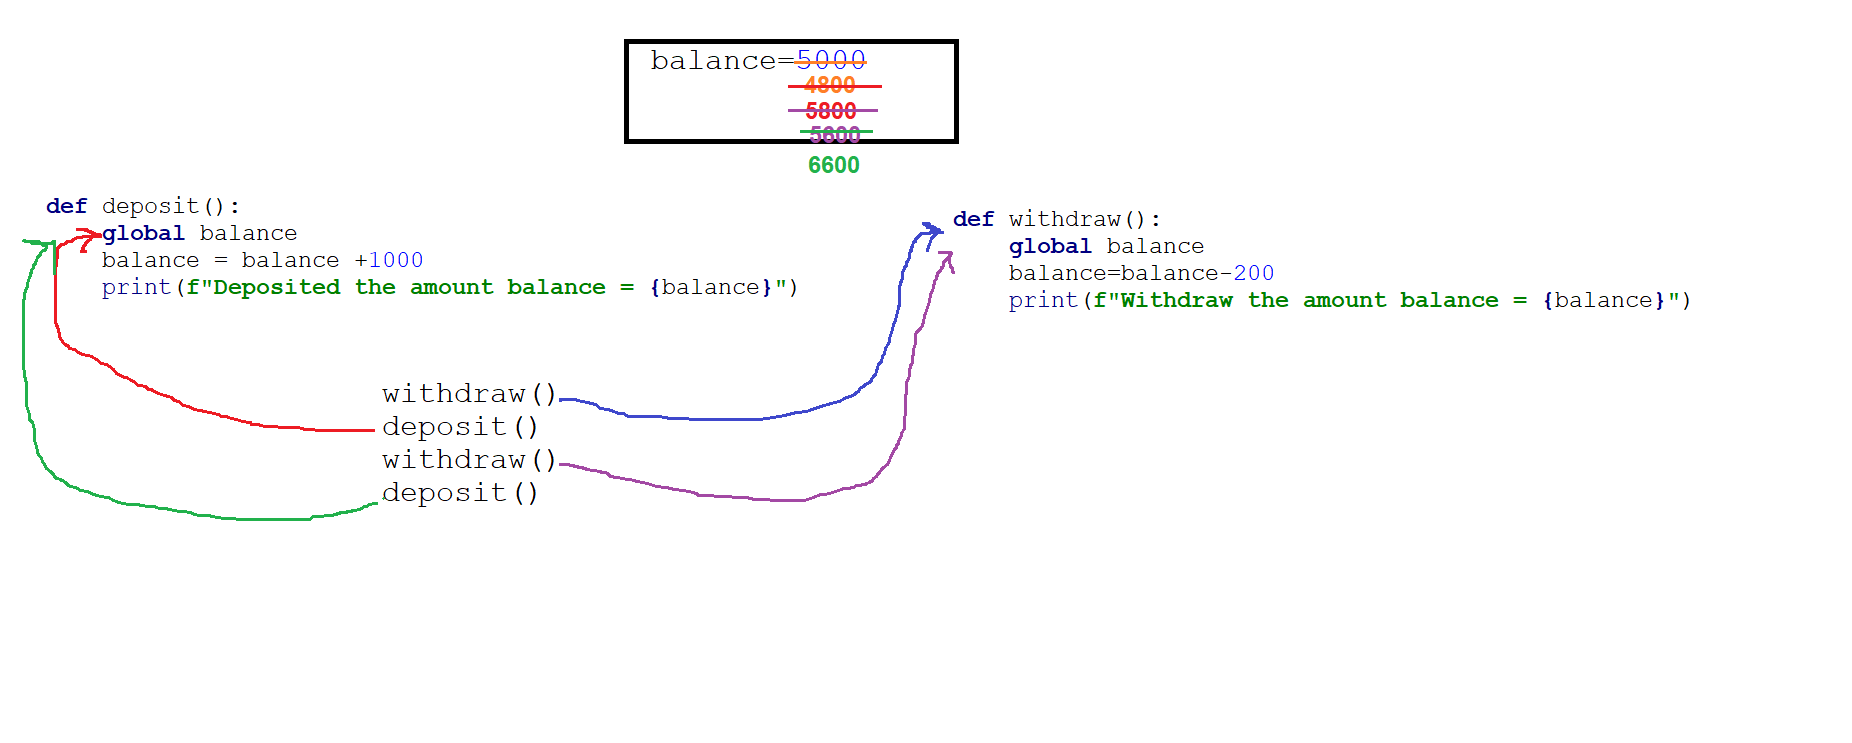 balance=5000
4800
5800
5600
6600
def deposit():
global balance
balance = balance +1000
print(f"Deposited the amount balance = {balance}")
def withdraw():
global balance
balance=balance-200
print(f"Withdraw the amount balance = {balance}")
withdraw()
deposit()
withdraw()
deposit()